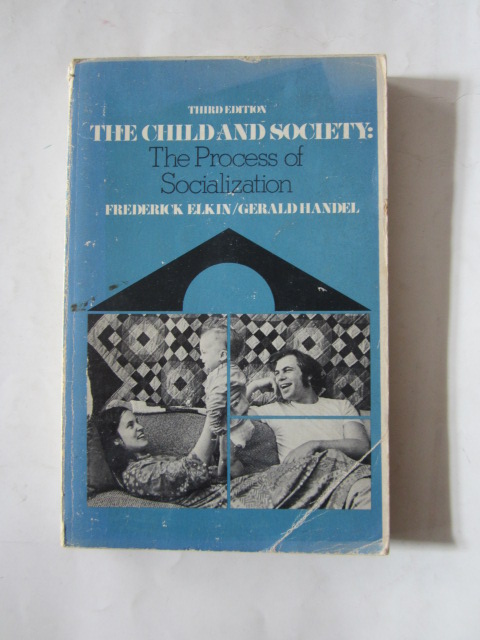 THIRD EDITION
THE CHILD AND SOCIETY:
The Process of
Socialization
FREDERICK ELKIN/GERALD HANDEL